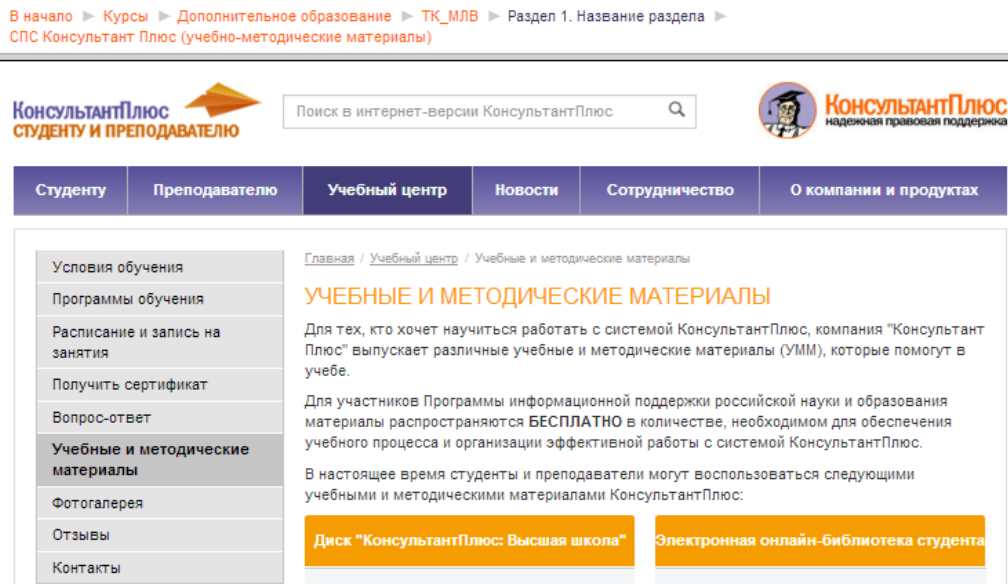 В начало ► Курсы ► Дополнительное образование ► ТК_МЛВ ► Раздел 1. Название раздела ►
СПС Консультант Плюс (учебно-методические материалы)
КонсультантПлюс
СТУДЕНТУ И ПРЕПОДАВАТЕЛЮ
Поиск в интернет-версии КонсультантПлюс
КонсультантПлюс
надежная правовая поддержка
Студенту Преподавателю Учебный центр Новости Сотрудничество О компании и продуктах
Условия обучения
Программы обучения
Расписание и запись на
занятия
Получить сертификат
Вопрос-ответ
Учебные и методические
материалы
Фотогалерея
Отзывы
Контакты
Главная / Учебный центр / Учебные и методические материалы
УЧЕБНЫЕ И МЕТОДИЧЕСКИЕ МАТЕРИАЛЫ
Для тех, кто хочет научиться работать с системой КонсультантПлюс, компания "Консультант
Плюс" выпускает различные учебные и методические материалы (УММ), которые помогут в
учебе.
Для участников Программы информационной поддержки российской науки и образования
материалы распространяются БЕСПЛАТНО в количестве, необходимом для обеспечения
учебного процесса и организации эффективной работы с системой КонсультантПлюс.
В настоящее время студенты и преподаватели могут воспользоваться следующими
учебными и методическими материалами КонсультантПлюс:
Диск "КонсультантПлюс: Высшая школа"
Электронная онлайн-библиотека студента